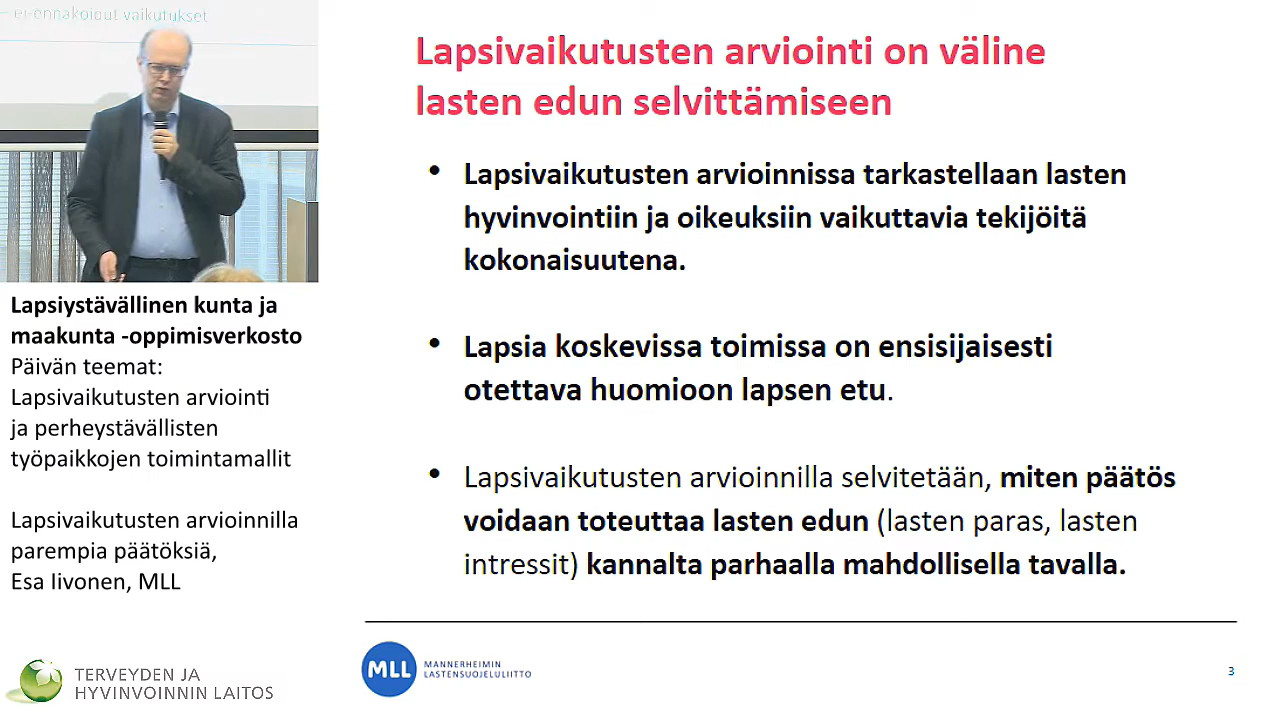 – ei-ennakoidut vaikutukset
Lapsiystävällinen kunta ja
maakunta -oppimisverkosto
Päivän teemat:
Lapsivaikutusten arviointi
ja perheystävällisten
työpaikkojen toimintamallit
Lapsivaikutusten arvioinnilla
parempia päätöksiä,
Esa Iivonen, MLL
TERVEYDEN JA
HYVINVOINNIN LAITOS
Lapsivaikutusten arviointi on väline
lasten edun selvittämiseen
• Lapsivaikutusten arvioinnissa tarkastellaan lasten
hyvinvointiin ja oikeuksiin vaikuttavia tekijöitä
kokonaisuutena.
• Lapsia koskevissa toimissa on ensisijaisesti
otettava huomioon lapsen etu.
• Lapsivaikutusten arvioinnilla selvitetään, miten päätös
voidaan toteuttaa lasten edun (lasten paras, lasten
intressit) kannalta parhaalla mahdollisella tavalla.
MLL
MANNERHEIMIN
LASTENSUOJELULIITTO
3